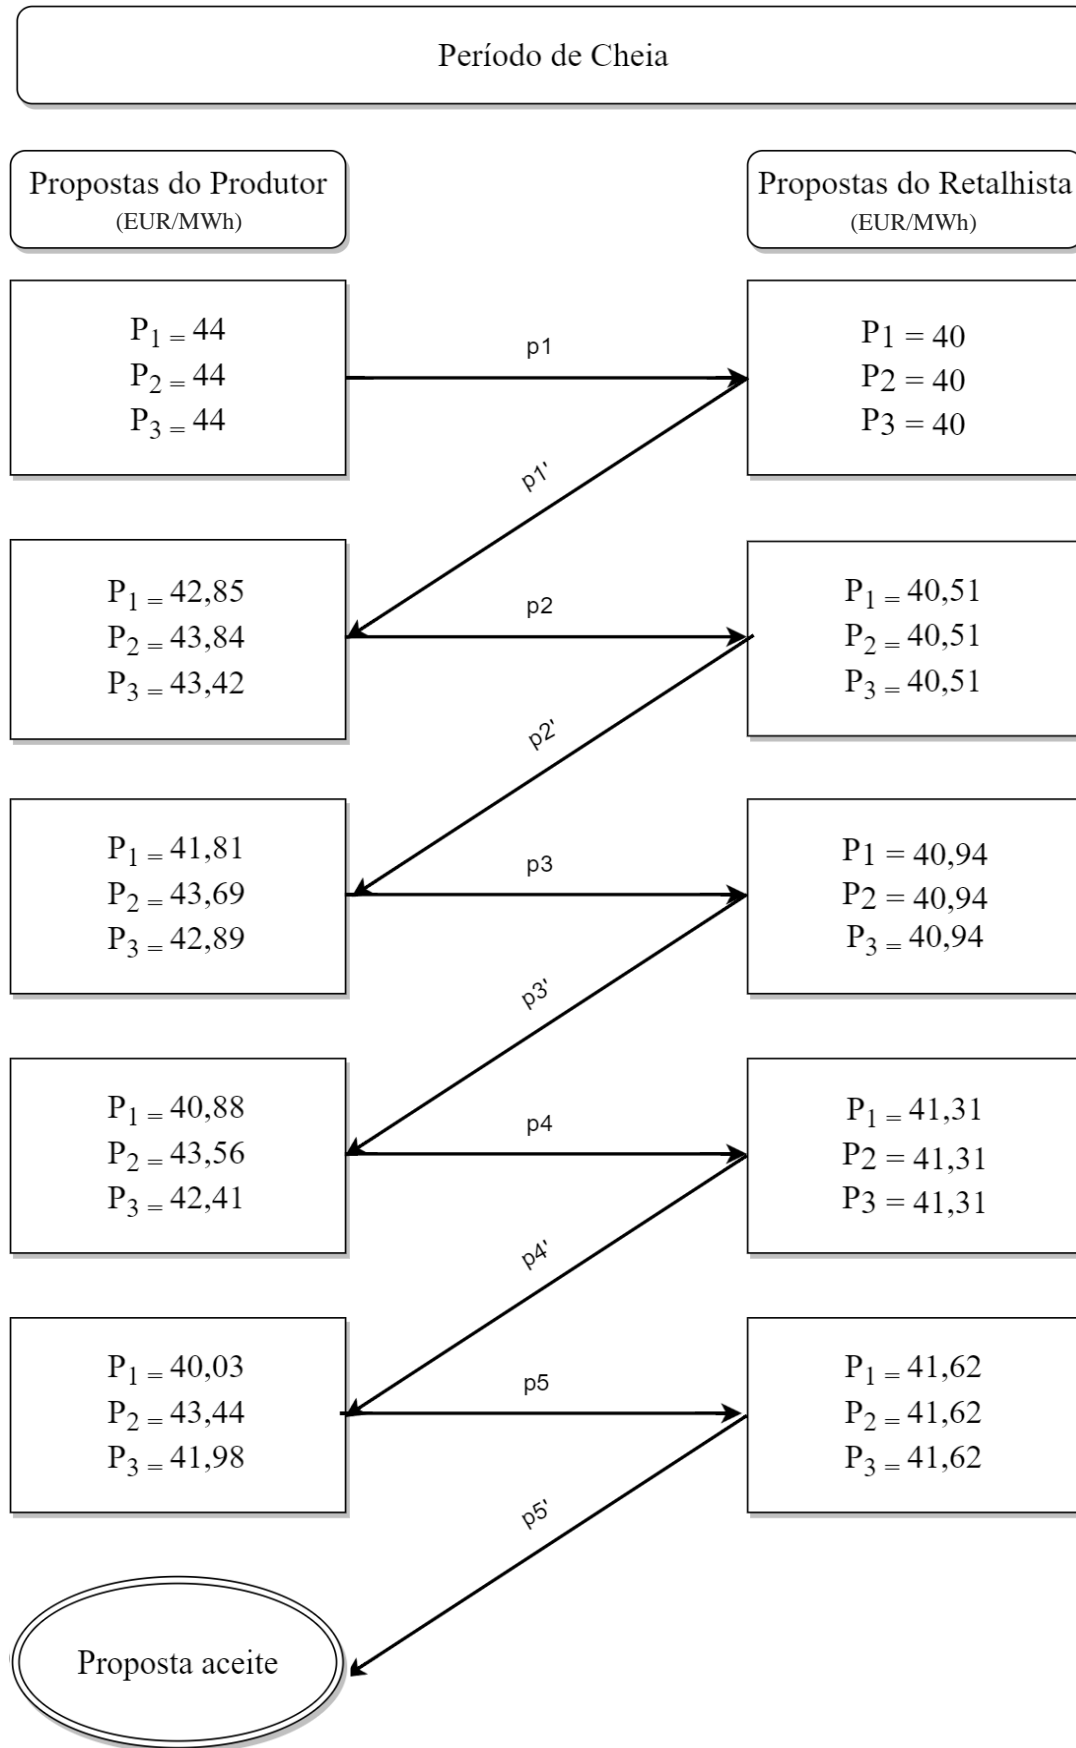 Período de Cheia
Propostas do Produtor
(EUR/MWh)
Propostas do Retalhista
(EUR/MWh)
P1 = 44
P2 = 44
P3 = 44
p1
P1 = 40
P2 = 40
P3 = 40
p1'
P1 = 42,85
P2 = 43,84
P3 = 43,42
p2
P1 = 40,51
P2 = 40,51
P3 = 40,51
p2'
P1 = 41,81
P2 = 43,69
P3 = 42,89
p3
P1 = 40,94
P2 = 40,94
P3 = 40,94
p3'
P1 = 40,88
P2 = 43,56
P3 = 42,41
p4
P1 = 41,31
P2 = 41,31
P3 = 41,31
p4'
P1 = 40,03
P2 = 43,44
P3 = 41,98
p5
P1 = 41,62
P2 = 41,62
P3 = 41,62
p5'
Proposta aceite